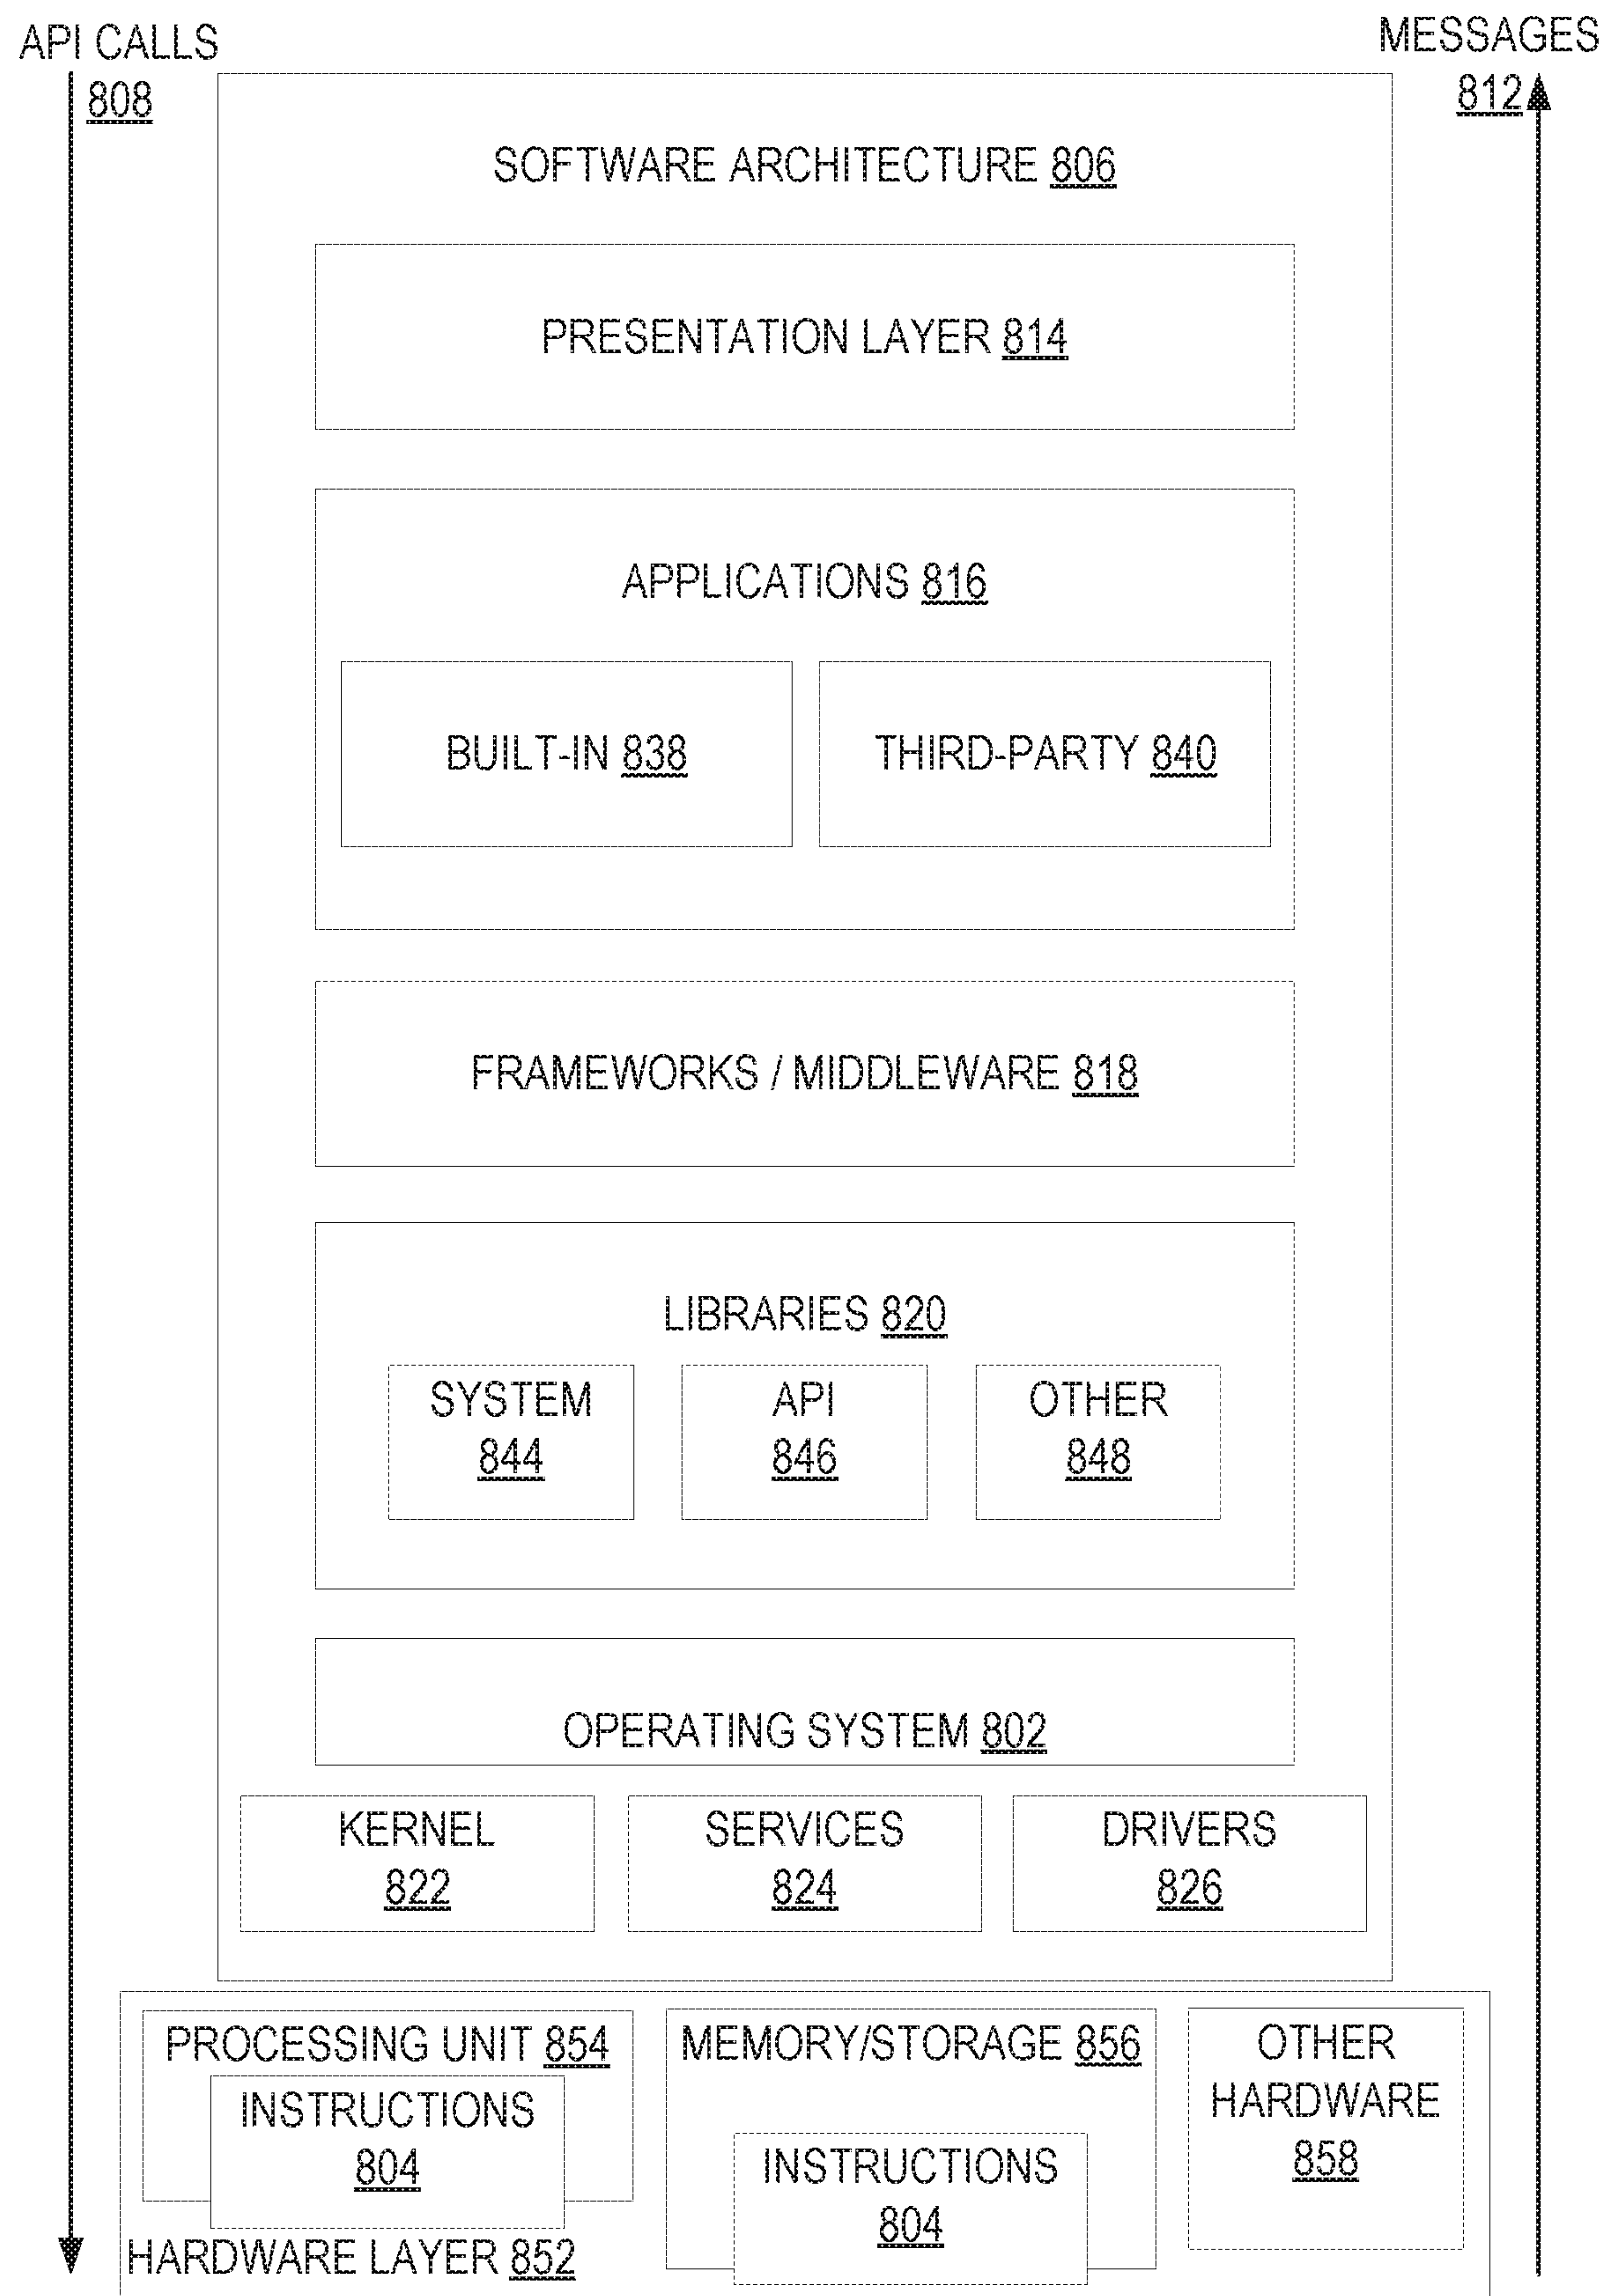 API CALLS
808
MESSAGES
812
SOFTWARE ARCHITECTURE 806
PRESENTATION LAYER 814
APPLICATIONS 816
BUILT-IN 838
THIRD-PARTY 840
FRAMEWORKS / MIDDLEWARE 818
LIBRARIES 820
SYSTEM
844
API
846
OTHER
848
OPERATING SYSTEM 802
KERNEL
822
SERVICES
824
DRIVERS
826
PROCESSING UNIT 854
INSTRUCTIONS
804
MEMORY/STORAGE 856
INSTRUCTIONS
804
OTHER
HARDWARE
858
HARDWARE LAYER 852